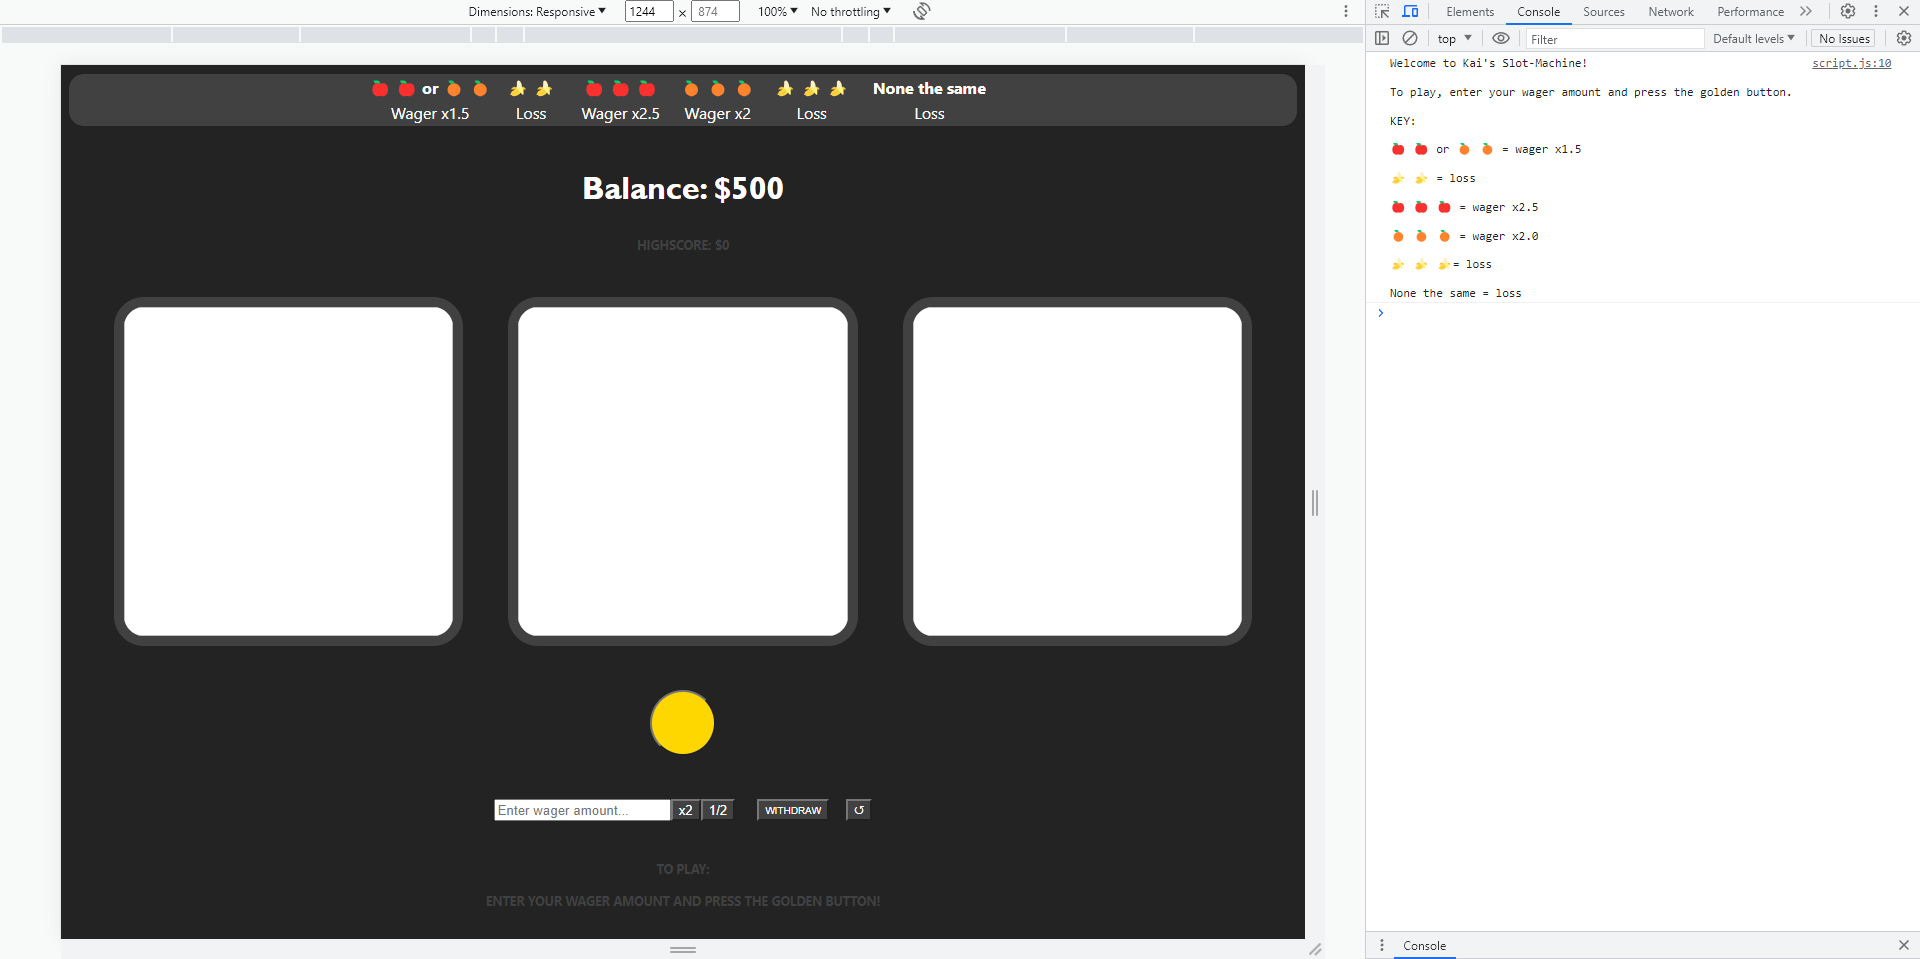 Dimensions: Responsive 1244 × 874 100% No throttling
Elements Console Sources Network Performance
top Filter Default levels No Issues
🍎 🍎 or 🍊 🍊 🍌 🍌 🍎 🍎 🍎 🍊 🍊 🍊 🍌 🍌 🍌 None the same
Wager x1.5 Loss Wager x2.5 Wager x2 Loss Loss
Balance: $500
HIGHSCORE: $0
x2 1/2 WITHDRAW ↺
Enter wager amount...
TO PLAY:
ENTER YOUR WAGER AMOUNT AND PRESS THE GOLDEN BUTTON!
Welcome to Kai's Slot-Machine! script.js:10
To play, enter your wager amount and press the golden button.
KEY:
🍎 🍎 or 🍊 🍊 = wager x1.5
🍌 🍌 = loss
🍎 🍎 🍎 = wager x2.5
🍊 🍊 🍊 = wager x2.0
🍌 🍌 🍌= loss
None the same = loss
Console